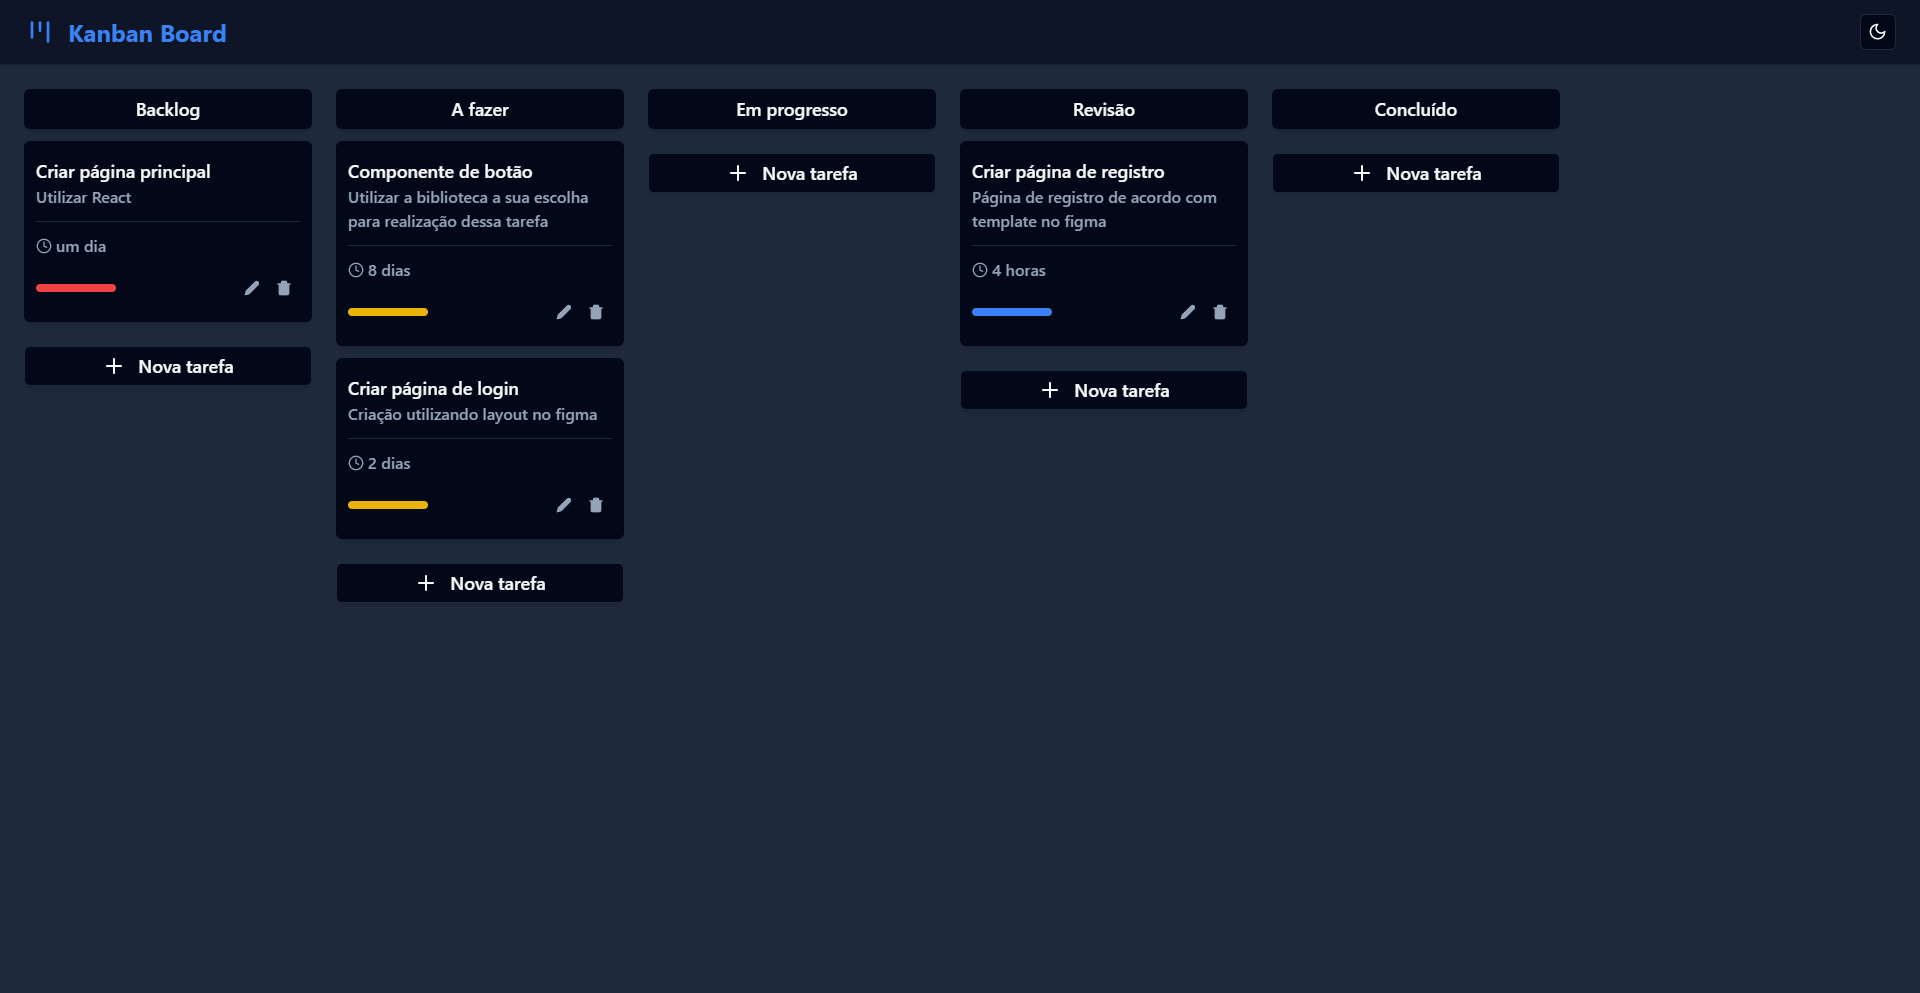 Kanban Board
Backlog
Criar página principal
Utilizar React
um dia
Nova tarefa
A fazer
Componente de botão
Utilizar a biblioteca a sua escolha
para realização dessa tarefa
8 dias
Criar página de login
Criação utilizando layout no figma
2 dias
Nova tarefa
Em progresso
Nova tarefa
Revisão
Criar página de registro
Página de registro de acordo com
template no figma
4 horas
Nova tarefa
Concluído
Nova tarefa